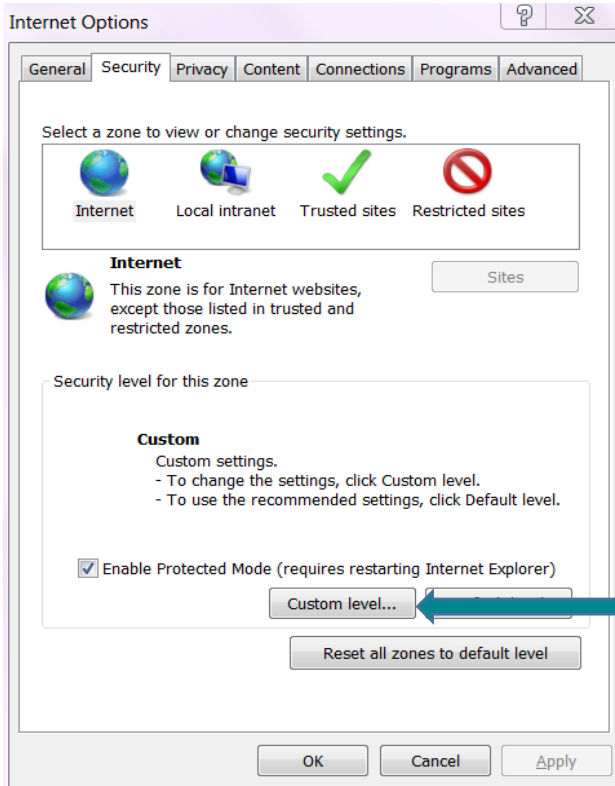 Internet Options
General Security Privacy Content Connections Programs Advanced
Select a zone to view or change security settings.
Internet Local intranet Trusted sites Restricted sites
Internet
Sites
This zone is for Internet websites,
except those listed in trusted and
restricted zones.
Security level for this zone
Custom
Custom settings.
- To change the settings, click Custom level.
- To use the recommended settings, click Default level.
Enable Protected Mode (requires restarting Internet Explorer)
Custom level...
Reset all zones to default level
OK Cancel Apply